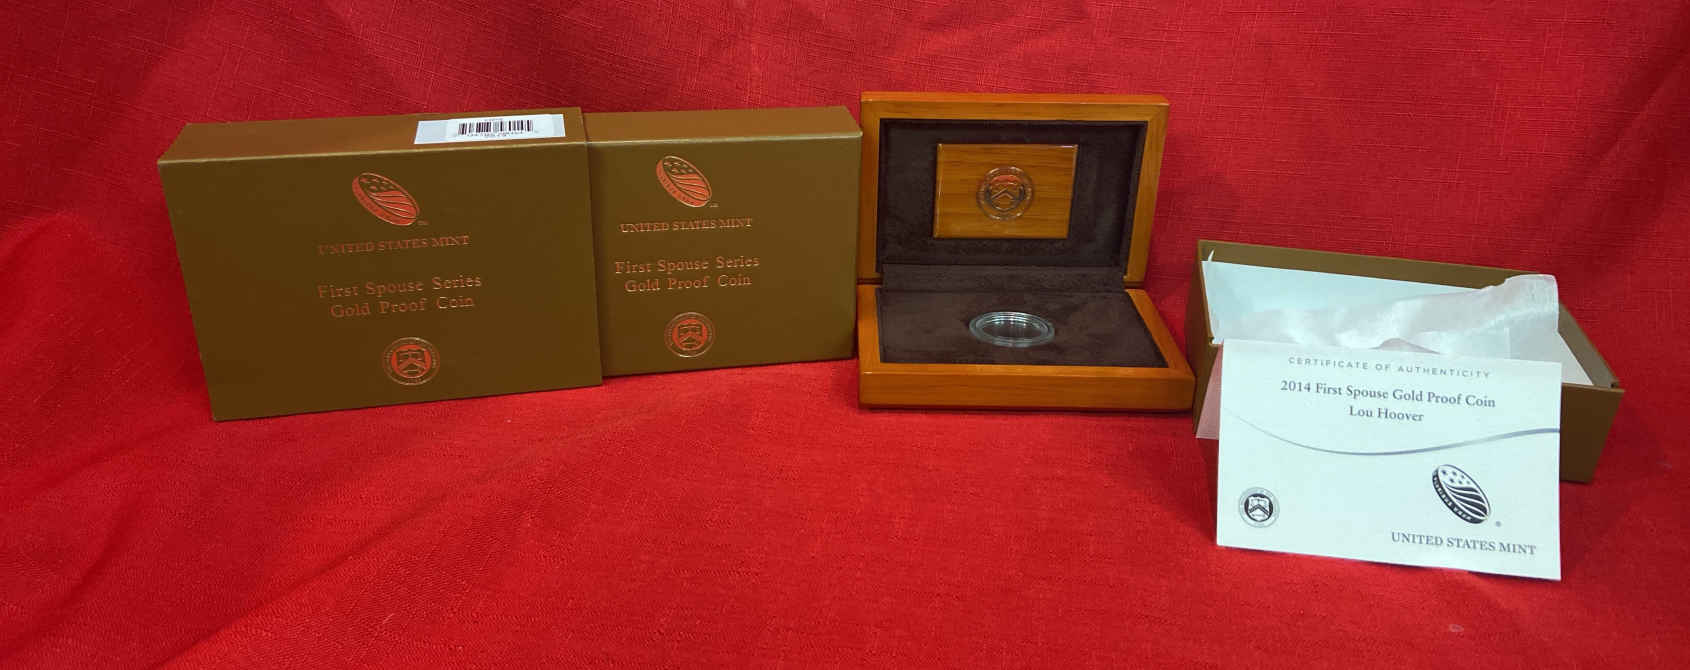 UNITED STATES MINT
First Spouse Series
Gold Proof Coin
UNITED STATES MINT
First Spouse Series
Gold Proof Coin
CERTIFICATE OF AUTHENTICITY
2014 First Spouse Gold Proof Coin
Lou Hoover
UNITED STATES MINT